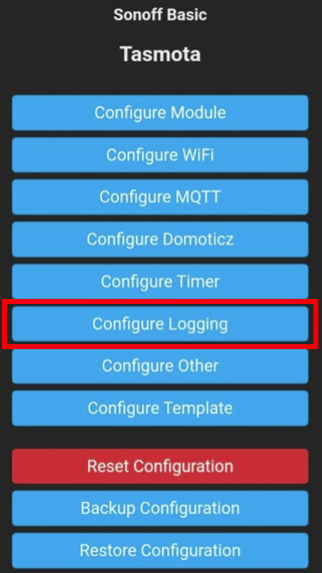 Sonoff Basic
Tasmota
Configure Module
Configure WiFi
Configure MQTT
Configure Domoticz
Configure Timer
Configure Logging
Configure Other
Configure Template
Reset Configuration
Backup Configuration
Restore Configuration